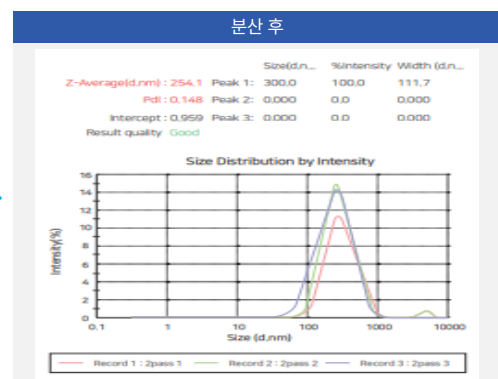 분산 후
Size(d.n... %Intensity Width (d.n...
Z-Average(d.nm) : 254.1 Peak 1: 300.0 100.0 111.7
PdI : 0.148 Peak 2: 0.000 0.0 0.000
Intercept : 0.959 Peak 3: 0.000 0.0 0.000
Result quality Good
Size Distribution by Intensity
Intensity(%)
16
14
12
10
8
6
4
2
0
0.1 1 10 100 1000 10000
Size (d.nm)
Record 1 : 2pass 1 Record 2 : 2pass 2 Record 3 : 2pass 3